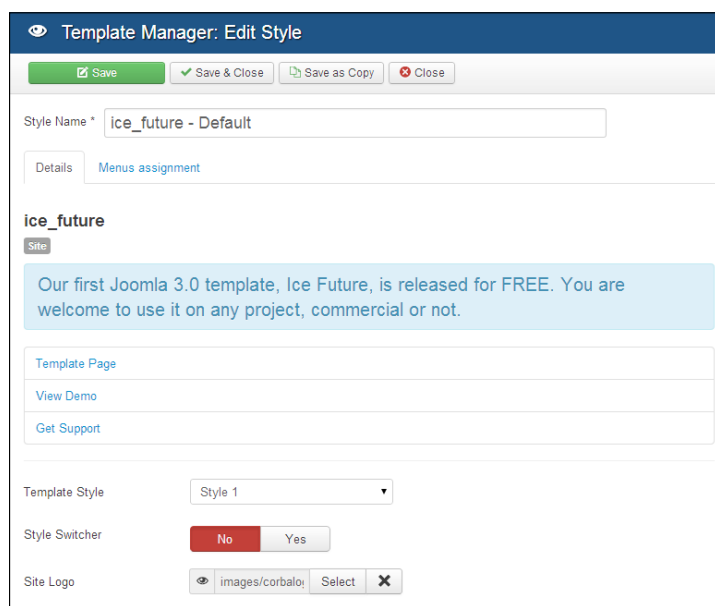 Template Manager: Edit Style
Save
Save & Close
Save as Copy
Close
Style Name *
ice_future - Default
Details
Menus assignment
ice_future
Site
Our first Joomla 3.0 template, Ice Future, is released for FREE. You are
welcome to use it on any project, commercial or not.
Template Page
View Demo
Get Support
Template Style
Style 1
Style Switcher
No
Yes
Site Logo
images/corbalog
Select